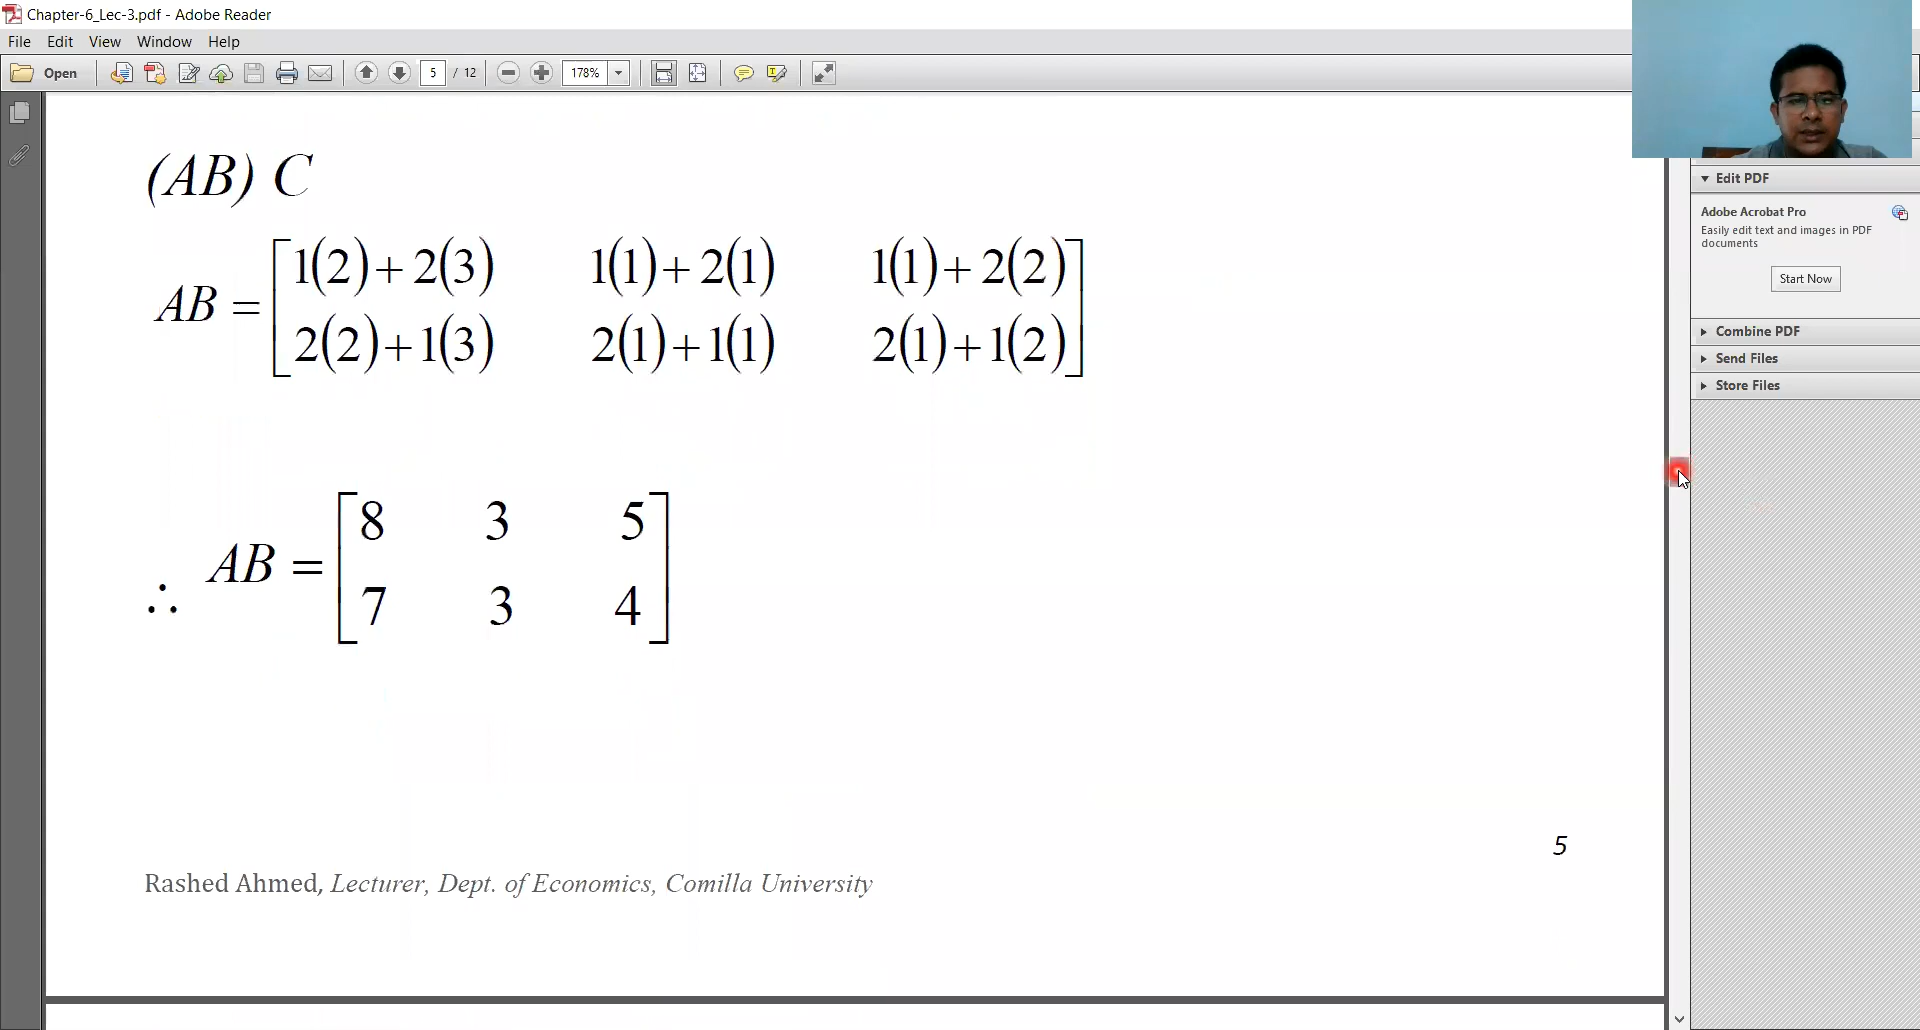 Chapter-6_Lec-3.pdf - Adobe Reader
File Edit View Window Help
Open 5 / 12 178%
Edit PDF
Adobe Acrobat Pro
Easily edit text and images in PDF
documents
Start Now
Combine PDF
Send Files
Store Files
(AB) C
AB = [1(2)+2(3) 1(1)+2(1) 1(1)+2(2)
2(2)+1(3) 2(1)+1(1) 2(1)+1(2)]
∴ AB = [8 3 5
7 3 4]
5
Rashed Ahmed, Lecturer, Dept. of Economics, Comilla University